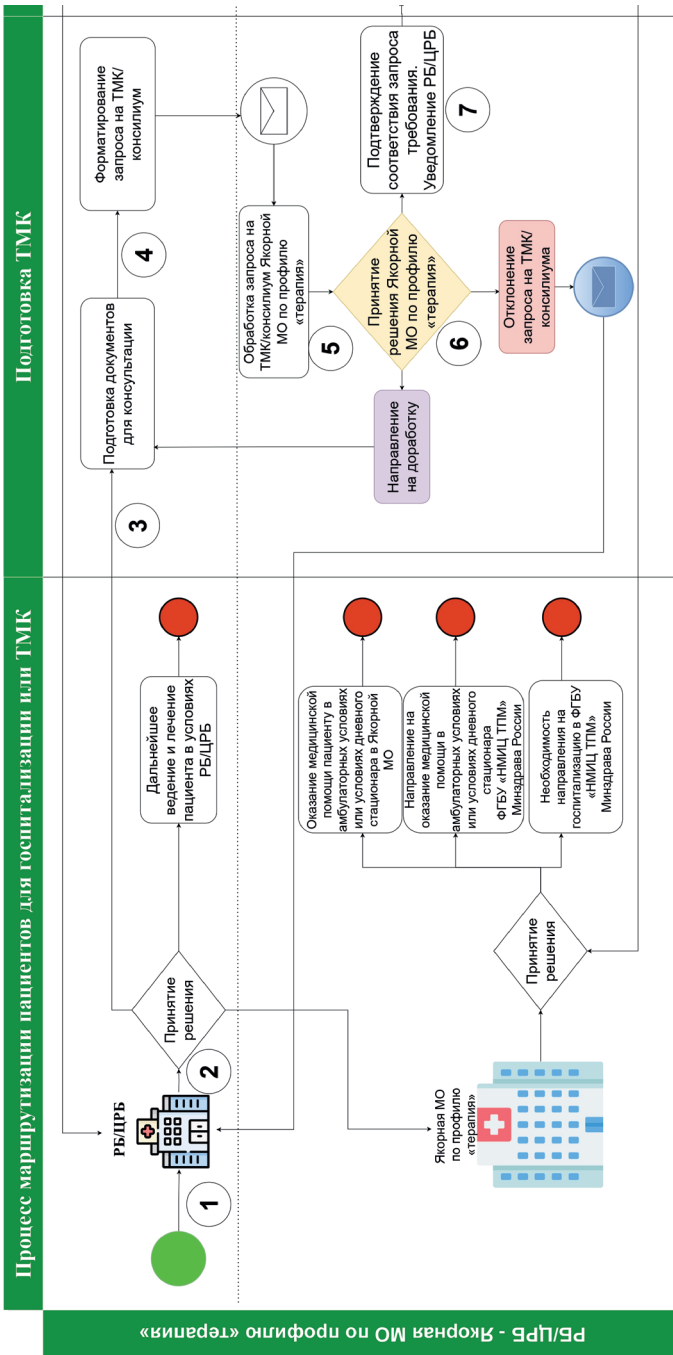 Процесс маршрутизации пациентов для госпитализации или ТМК
Подготовка ТМК
РБ/ЦРБ - Якорная МО по профилю «терапия»
1
РБ/ЦРБ
2
Принятие
решения
Дальнейшее
ведение и лечение
пациента в условиях
РБ/ЦРБ
3
Подготовка документов
для консультации
4
Форматирование
запроса на ТМК/
консилиум
Обработка запроса на
ТМК/консилиум Якорной
МО по профилю
«терапия»
5
Принятие
решения Якорной
МО по профилю
«терапия»
6
Направление
на доработку
Подтверждение
соответствия запроса
требования.
Уведомление РБ/ЦРБ
7
Отклонение
запроса на ТМК/
консилиума
Якорная МО
по профилю
«терапия»
Принятие
решения
Оказание медицинской
помощи пациенту в
амбулаторных условиях
или условиях дневного
стационара в Якорной
МО
Направление на
оказание медицинской
помощи в
амбулаторных условиях
или условиях дневного
стационара
ФГБУ «НМИЦ ТПМ»
Минздрава России
Необходимость
направления на
госпитализацию в ФГБУ
«НМИЦ ТПМ»
Минздрава России